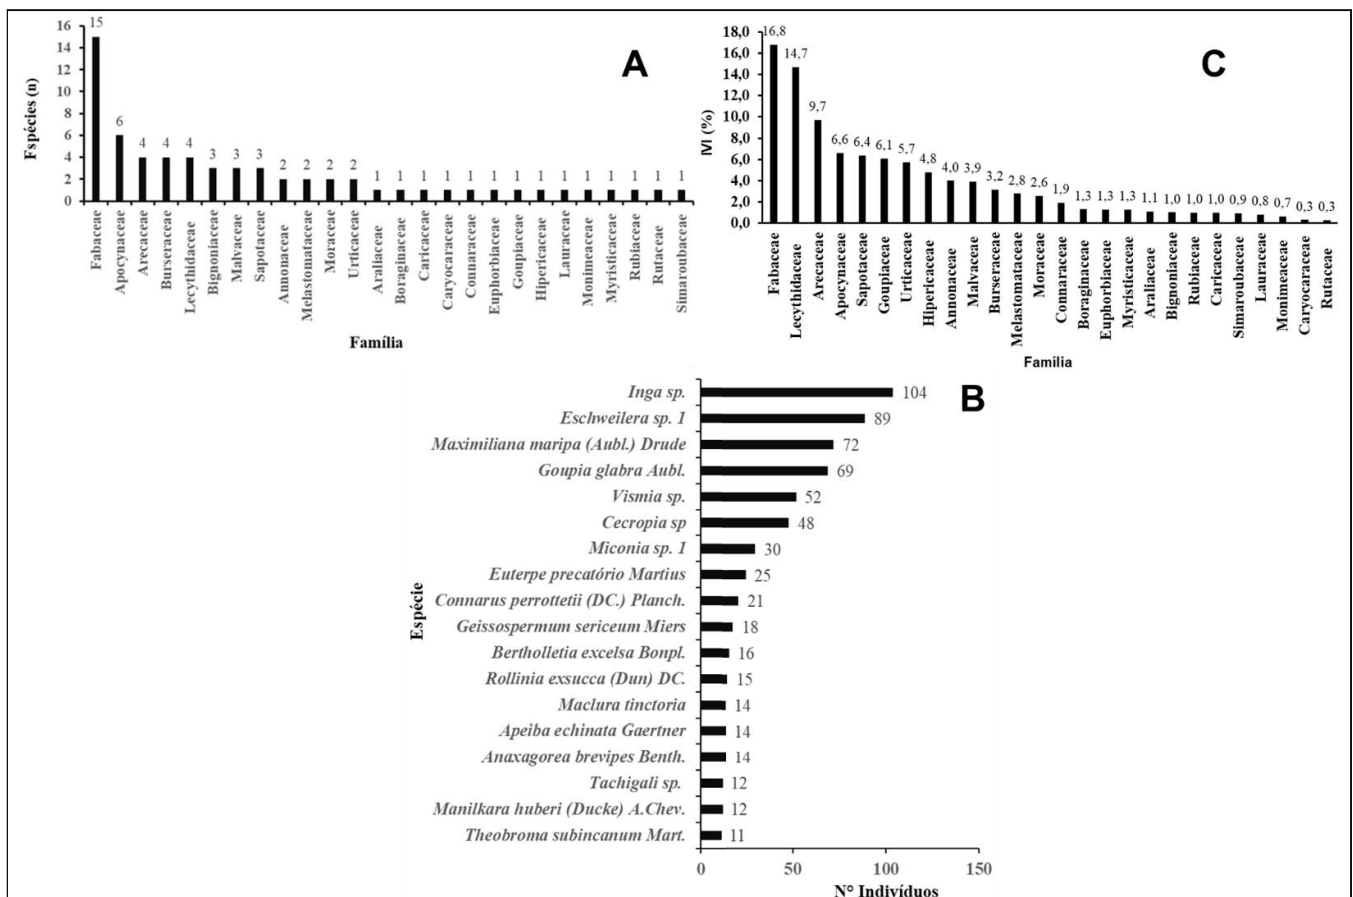 A
Fspécies (n)
16
14
12
10
8
6
4
2
0
15 6 4 4 4 3 3 3 2 2 2 2 1 1 1 1 1 1 1 1 1 1 1 1 1 1
Fabaceae
Apocynaceae
Arecaceae
Burseraceae
Lecythidaceae
Bignoniaceae
Malvaceae
Sapotaceae
Annonaceae
Melastomataceae
Moraceae
Urticaceae
Araliaceae
Boraginaceae
Caricaceae
Caryocaraceae
Connaraceae
Euphorbiaceae
Goupiaceae
Hipericaceae
Lauraceae
Monimeaceae
Myristicaceae
Rubiaceae
Rutaceae
Simaroubaceae
Família
C
IVI (%)
18,0
16,0
14,0
12,0
10,0
8,0
6,0
4,0
2,0
0,0
16,8 14,7 9,7 6,6 6,4 6,1 5,7 4,8 4,0 3,9 3,2 2,8 2,6 1,9 1,3 1,3 1,3 1,1 1,0 1,0 1,0 0,9 0,8 0,7 0,3 0,3
Fabaceae
Lecythidaceae
Arecaceae
Apocynaceae
Sapotaceae
Goupiaceae
Urticaceae
Hipericaceae
Annonaceae
Malvaceae
Burseraceae
Melastomataceae
Moraceae
Connaraceae
Boraginaceae
Euphorbiaceae
Myristicaceae
Araliaceae
Bignoniaceae
Rubiaceae
Caricaceae
Simaroubaceae
Lauraceae
Monimeaceae
Caryocaraceae
Rutaceae
Família
B
Espécie
Inga sp. 104
Eschweilera sp. 1 89
Maximiliana maripa (Aubl.) Drude 72
Goupia glabra Aubl. 69
Vismia sp. 52
Cecropia sp 48
Miconia sp. 1 30
Euterpe precatório Martius 25
Connarus perrottetii (DC.) Planch. 21
Geissospermum sericeum Miers 18
Bertholletia excelsa Bonpl. 16
Rollinia exsucca (Dun) DC. 15
Maclura tinctoria 14
Apeiba echinata Gaertner 14
Anaxagorea brevipes Benth. 14
Tachigali sp. 12
Manilkara huberi (Ducke) A.Chev. 12
Theobroma subincanum Mart. 11
0 50 100 150
N° Indivíduos